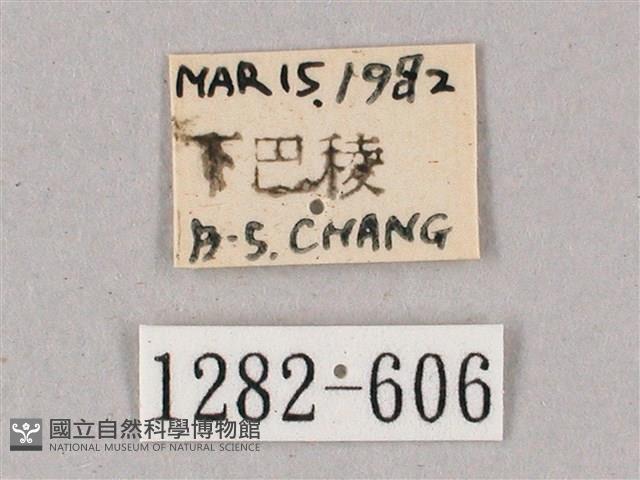 MAR 15. 1982
下巴稜
B-S. CHANG
1282-606
國立自然科學博物館
NATIONAL MUSEUM OF NATURAL SCIENCE